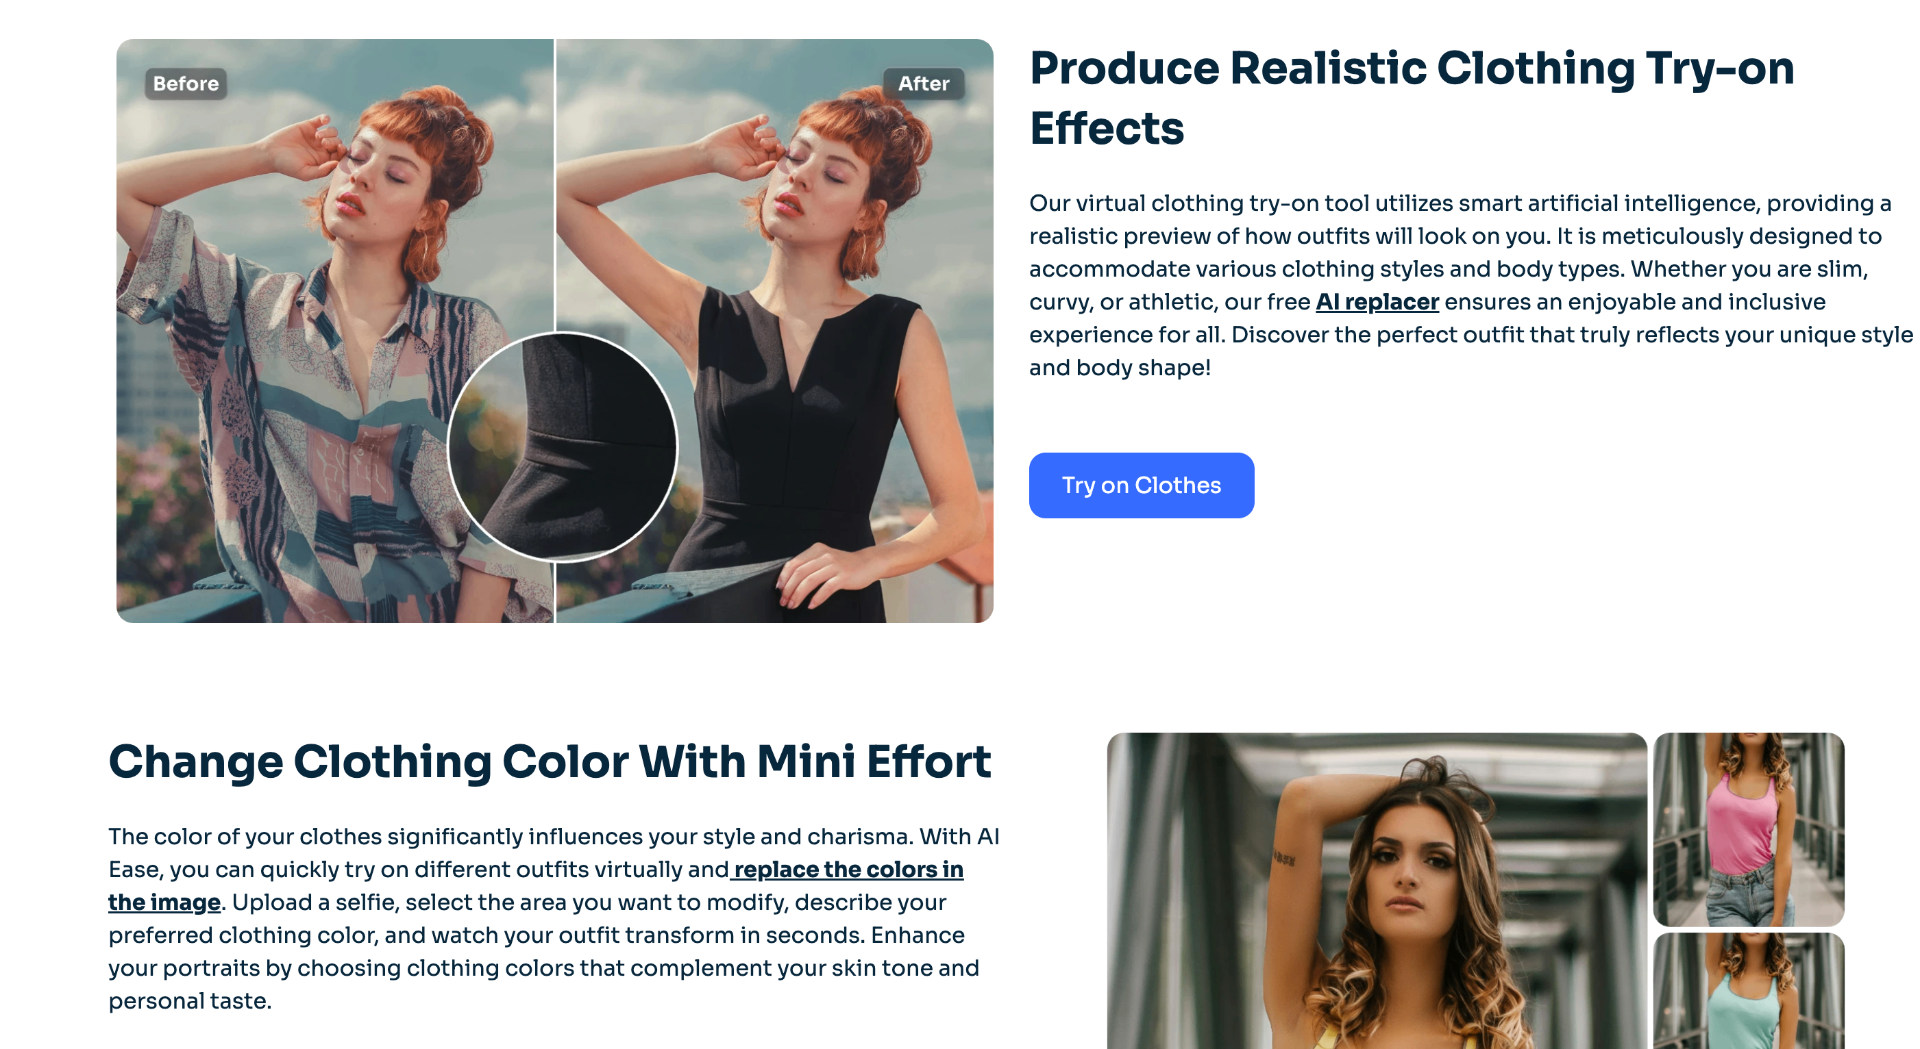 Before
After
Produce Realistic Clothing Try-on
Effects
Our virtual clothing try-on tool utilizes smart artificial intelligence, providing a
realistic preview of how outfits will look on you. It is meticulously designed to
accommodate various clothing styles and body types. Whether you are slim,
curvy, or athletic, our free AI replacer ensures an enjoyable and inclusive
experience for all. Discover the perfect outfit that truly reflects your unique style
and body shape!
Try on Clothes
Change Clothing Color With Mini Effort
The color of your clothes significantly influences your style and charisma. With AI
Ease, you can quickly try on different outfits virtually and replace the colors in
the image. Upload a selfie, select the area you want to modify, describe your
preferred clothing color, and watch your outfit transform in seconds. Enhance
your portraits by choosing clothing colors that complement your skin tone and
personal taste.